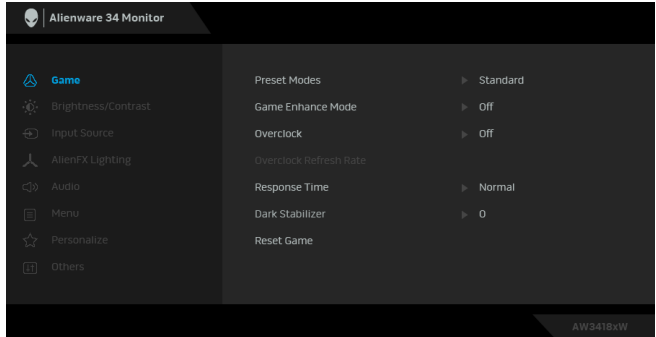 Alienware 34 Monitor
Game
Preset Modes Standard
Brightness/Contrast
Game Enhance Mode Off
Input Source
Overclock Off
AlienFX Lighting
Overclock Refresh Rate
Audio
Response Time Normal
Menu
Dark Stabilizer 0
Personalize
Reset Game
Others
AW3418xW